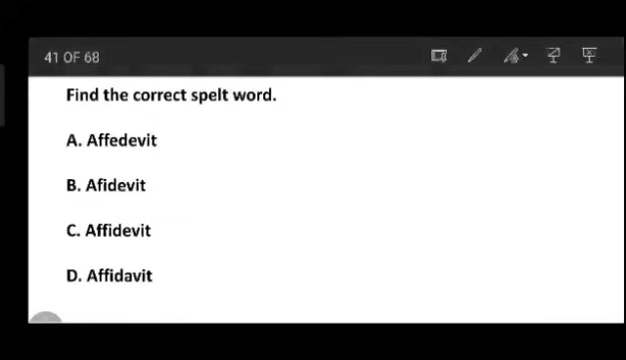 41 OF 68
Find the correct spelt word.
A. Affedevit
B. Afidevit
C. Affidevit
D. Affidavit